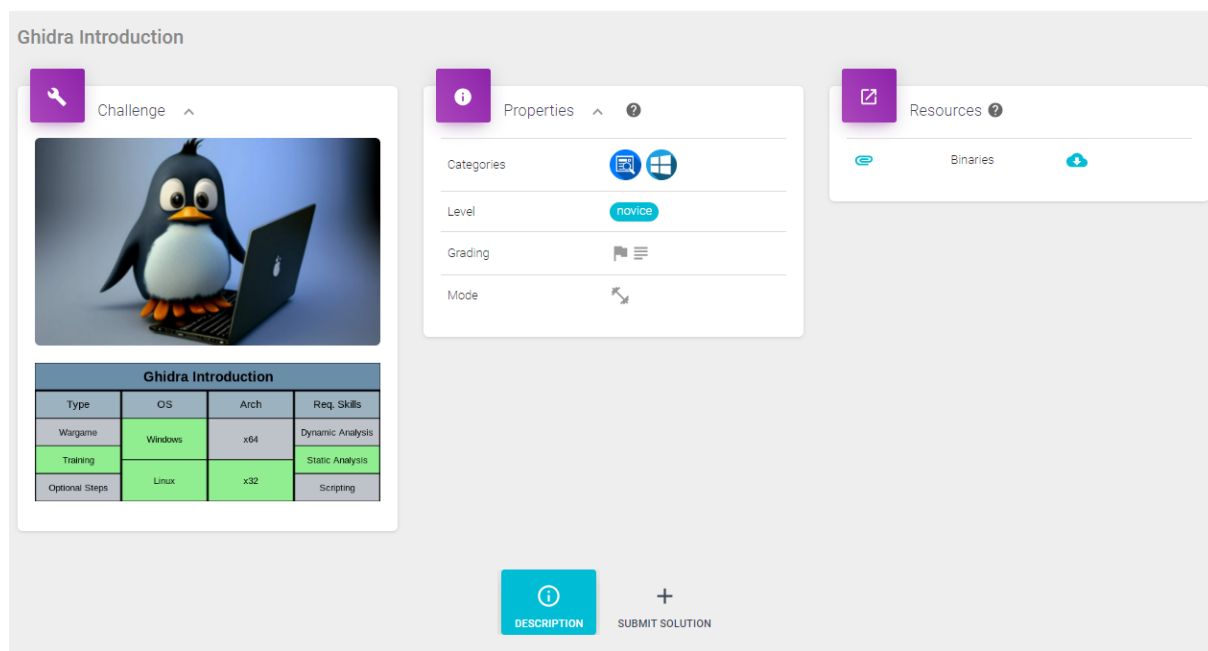 Ghidra Introduction
Challenge
Properties
Resources
Categories
Binaries
Level
novice
Grading
Mode
Ghidra Introduction
Type OS Arch Req. Skills
Wargame Windows x64 Dynamic Analysis
Training Static Analysis
Linux x32
Optional Steps Scripting
DESCRIPTION
SUBMIT SOLUTION